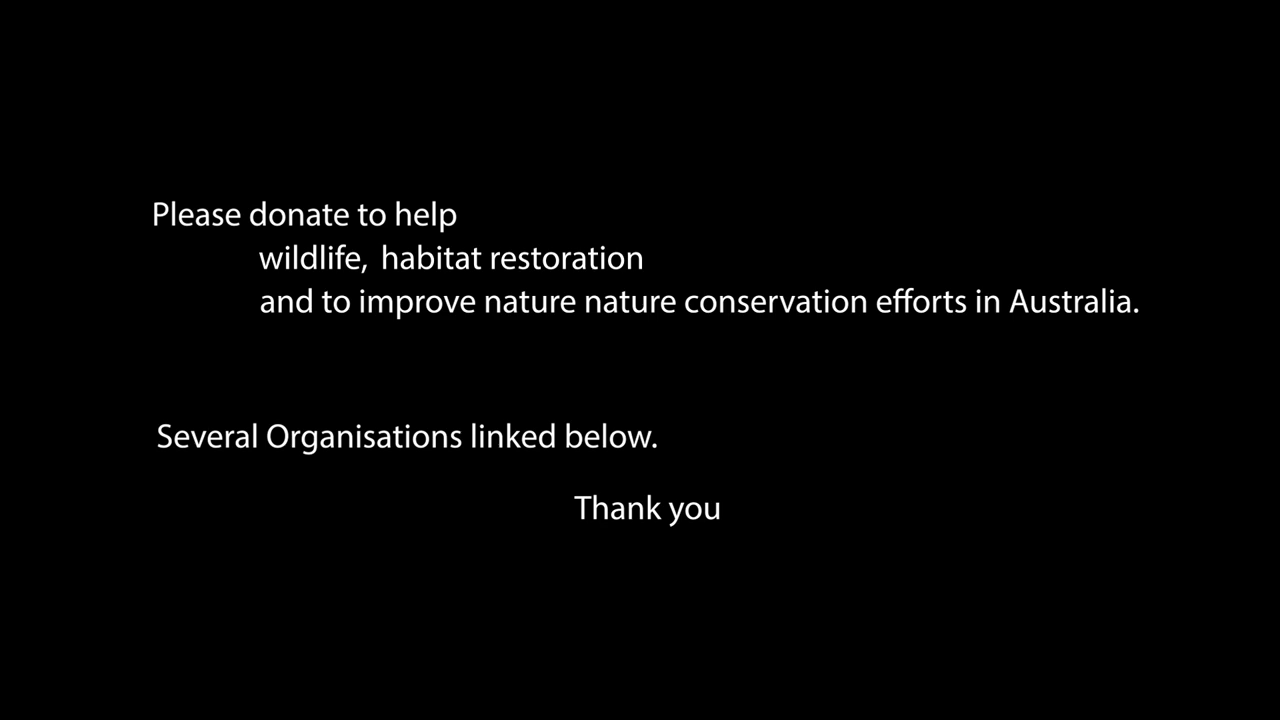 Please donate to help
wildlife, habitat restoration
and to improve nature nature conservation efforts in Australia.
Several Organisations linked below.
Thank you